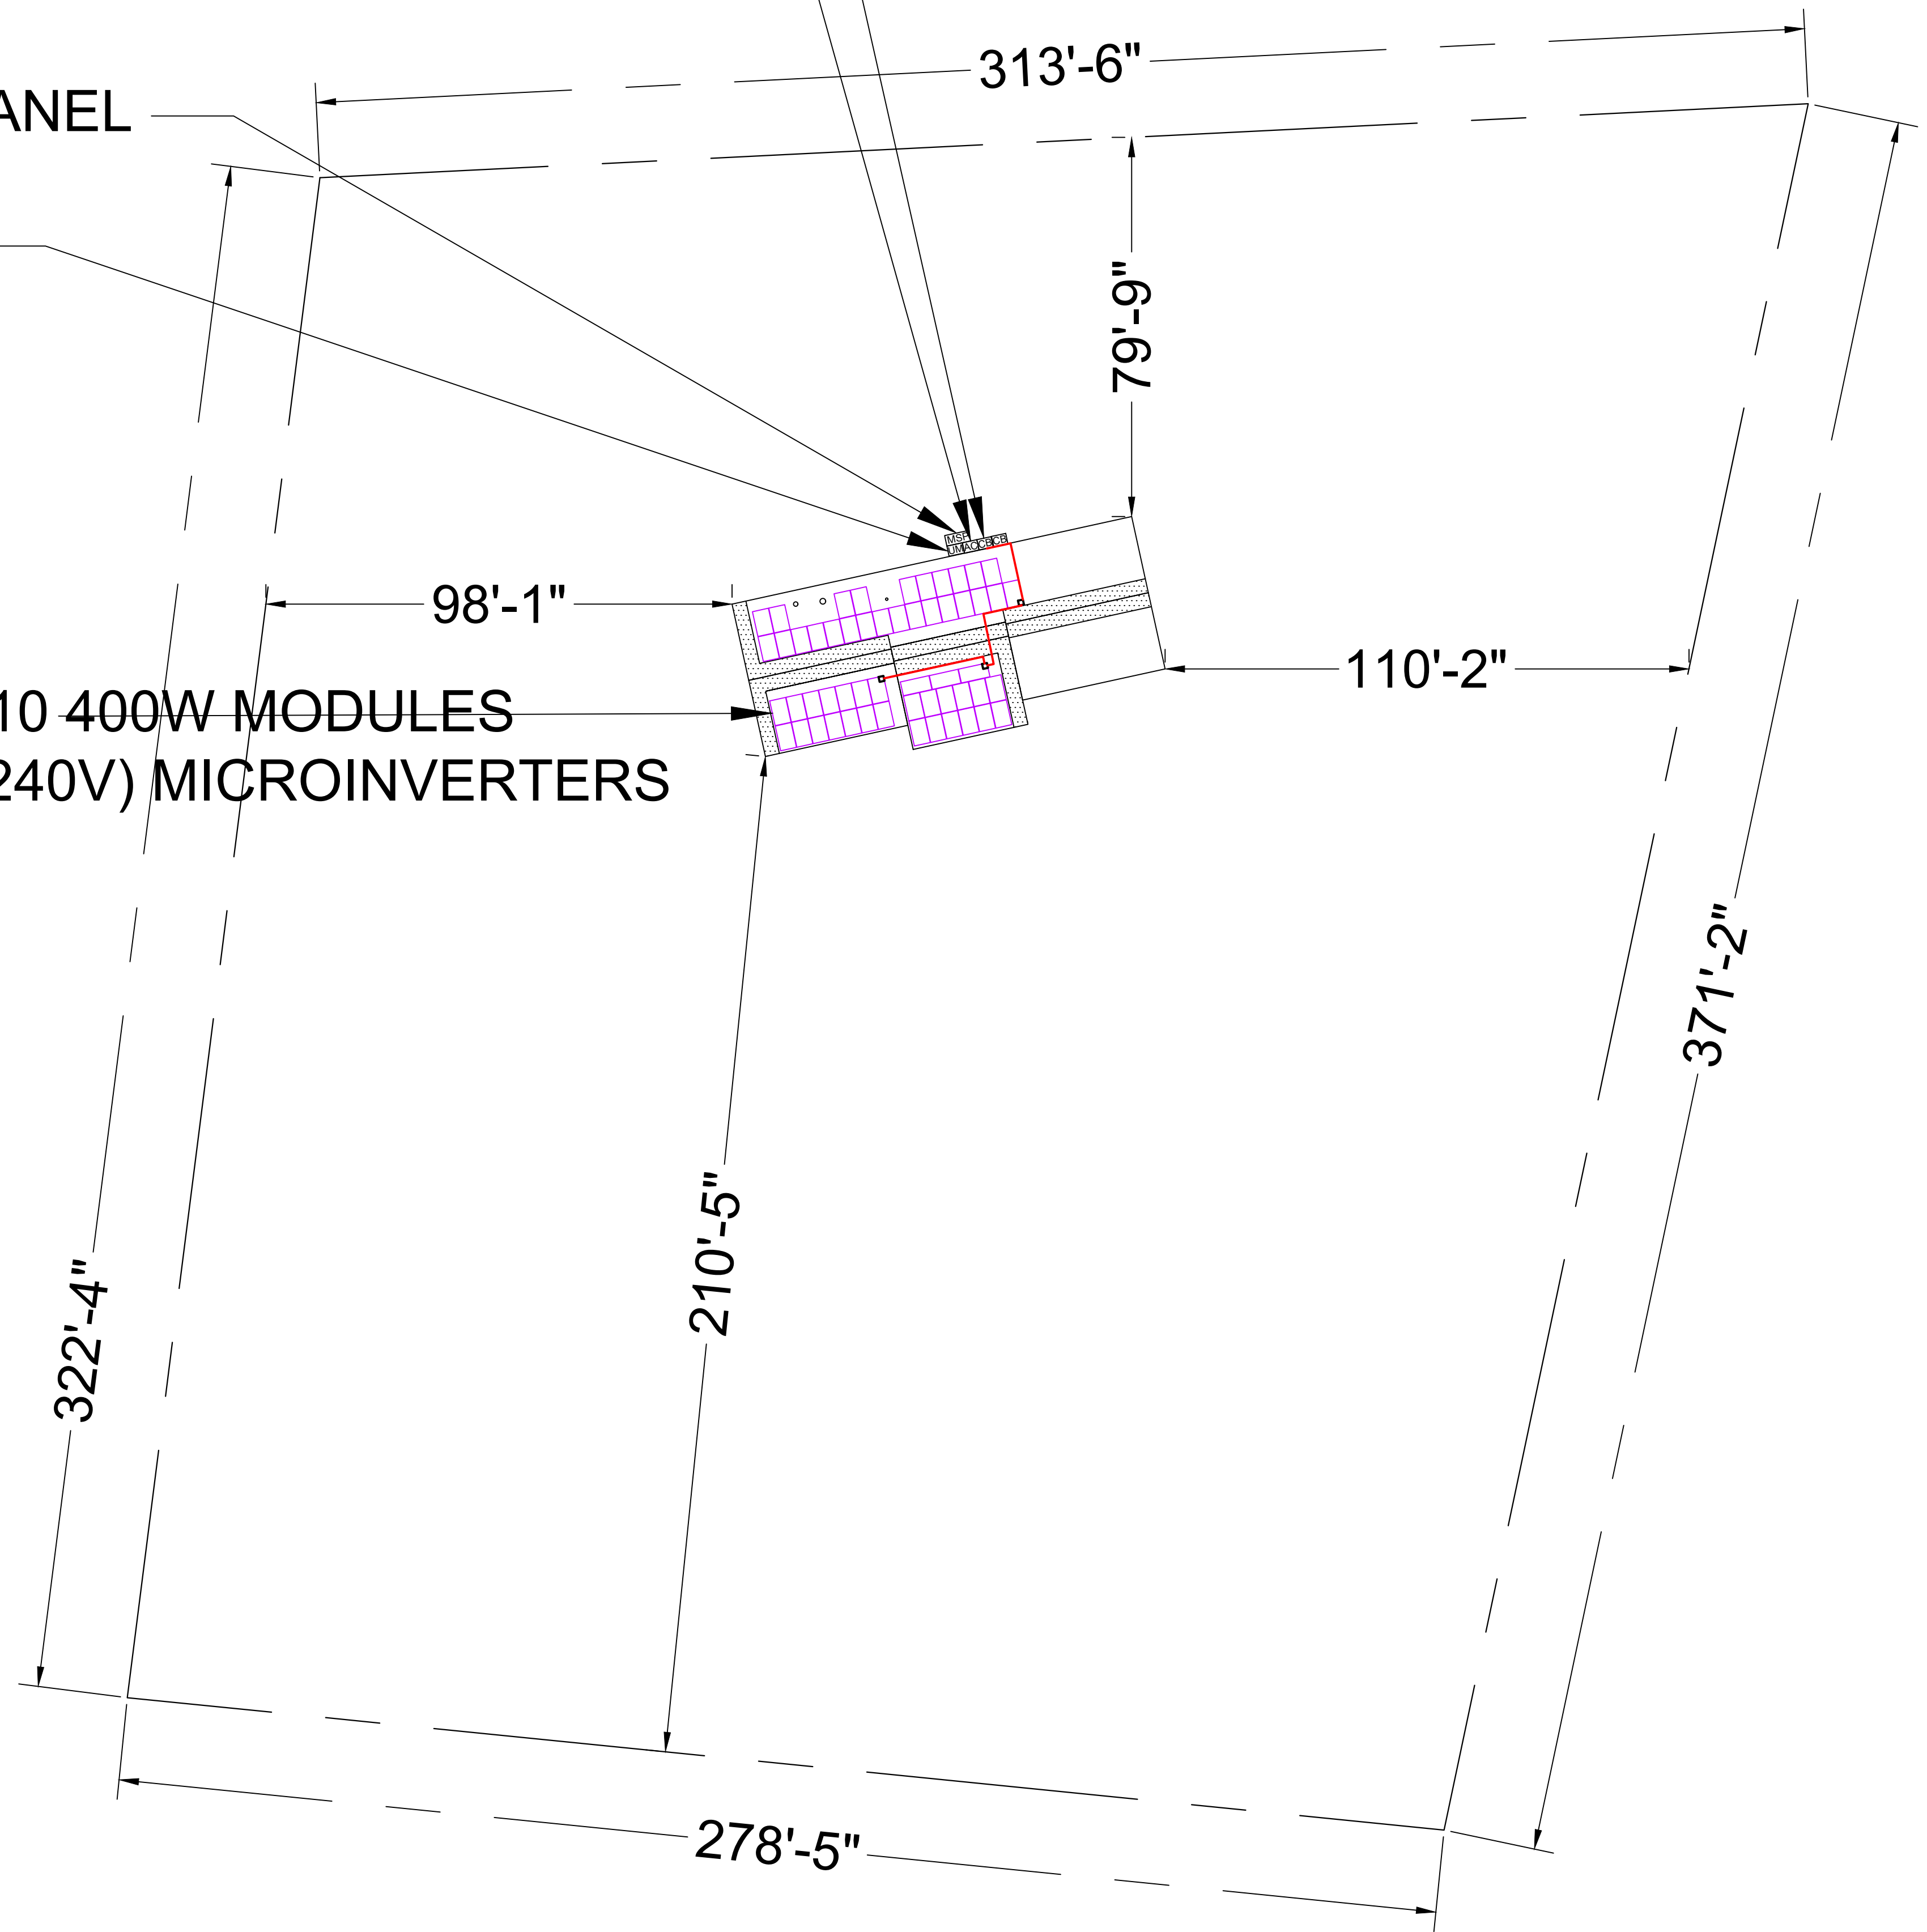 313'-6"
ANEL
79'-9"
MSP
UM AC CB CB
98'-1"
110'-2"
10 400W MODULES
240V) MICROINVERTERS
371'-2"
210'-5"
322'-4"
278'-5"